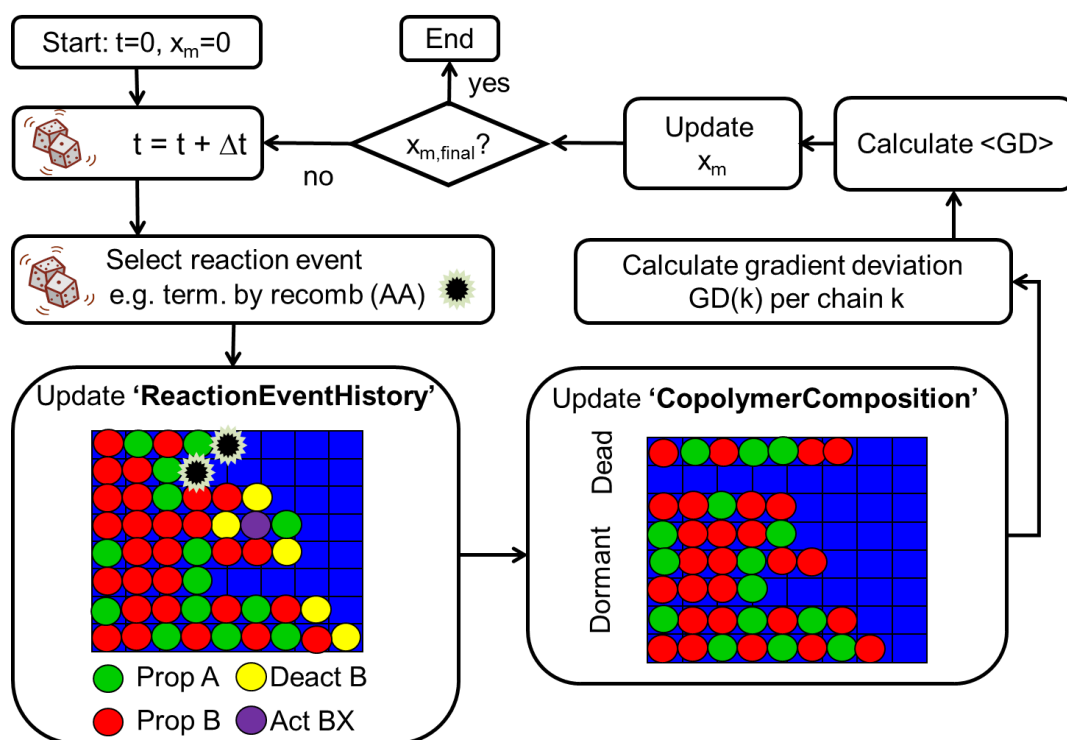 Start: t=0, xm=0
End
yes
t = t + Δt
no
xm,final?
Update
xm
Calculate <GD>
Select reaction event
e.g. term. by recomb (AA)
Calculate gradient deviation
GD(k) per chain k
Update ‘ReactionEventHistory’
Prop A
Deact B
Prop B
Act BX
Update ‘CopolymerComposition’
Dead
Dormant